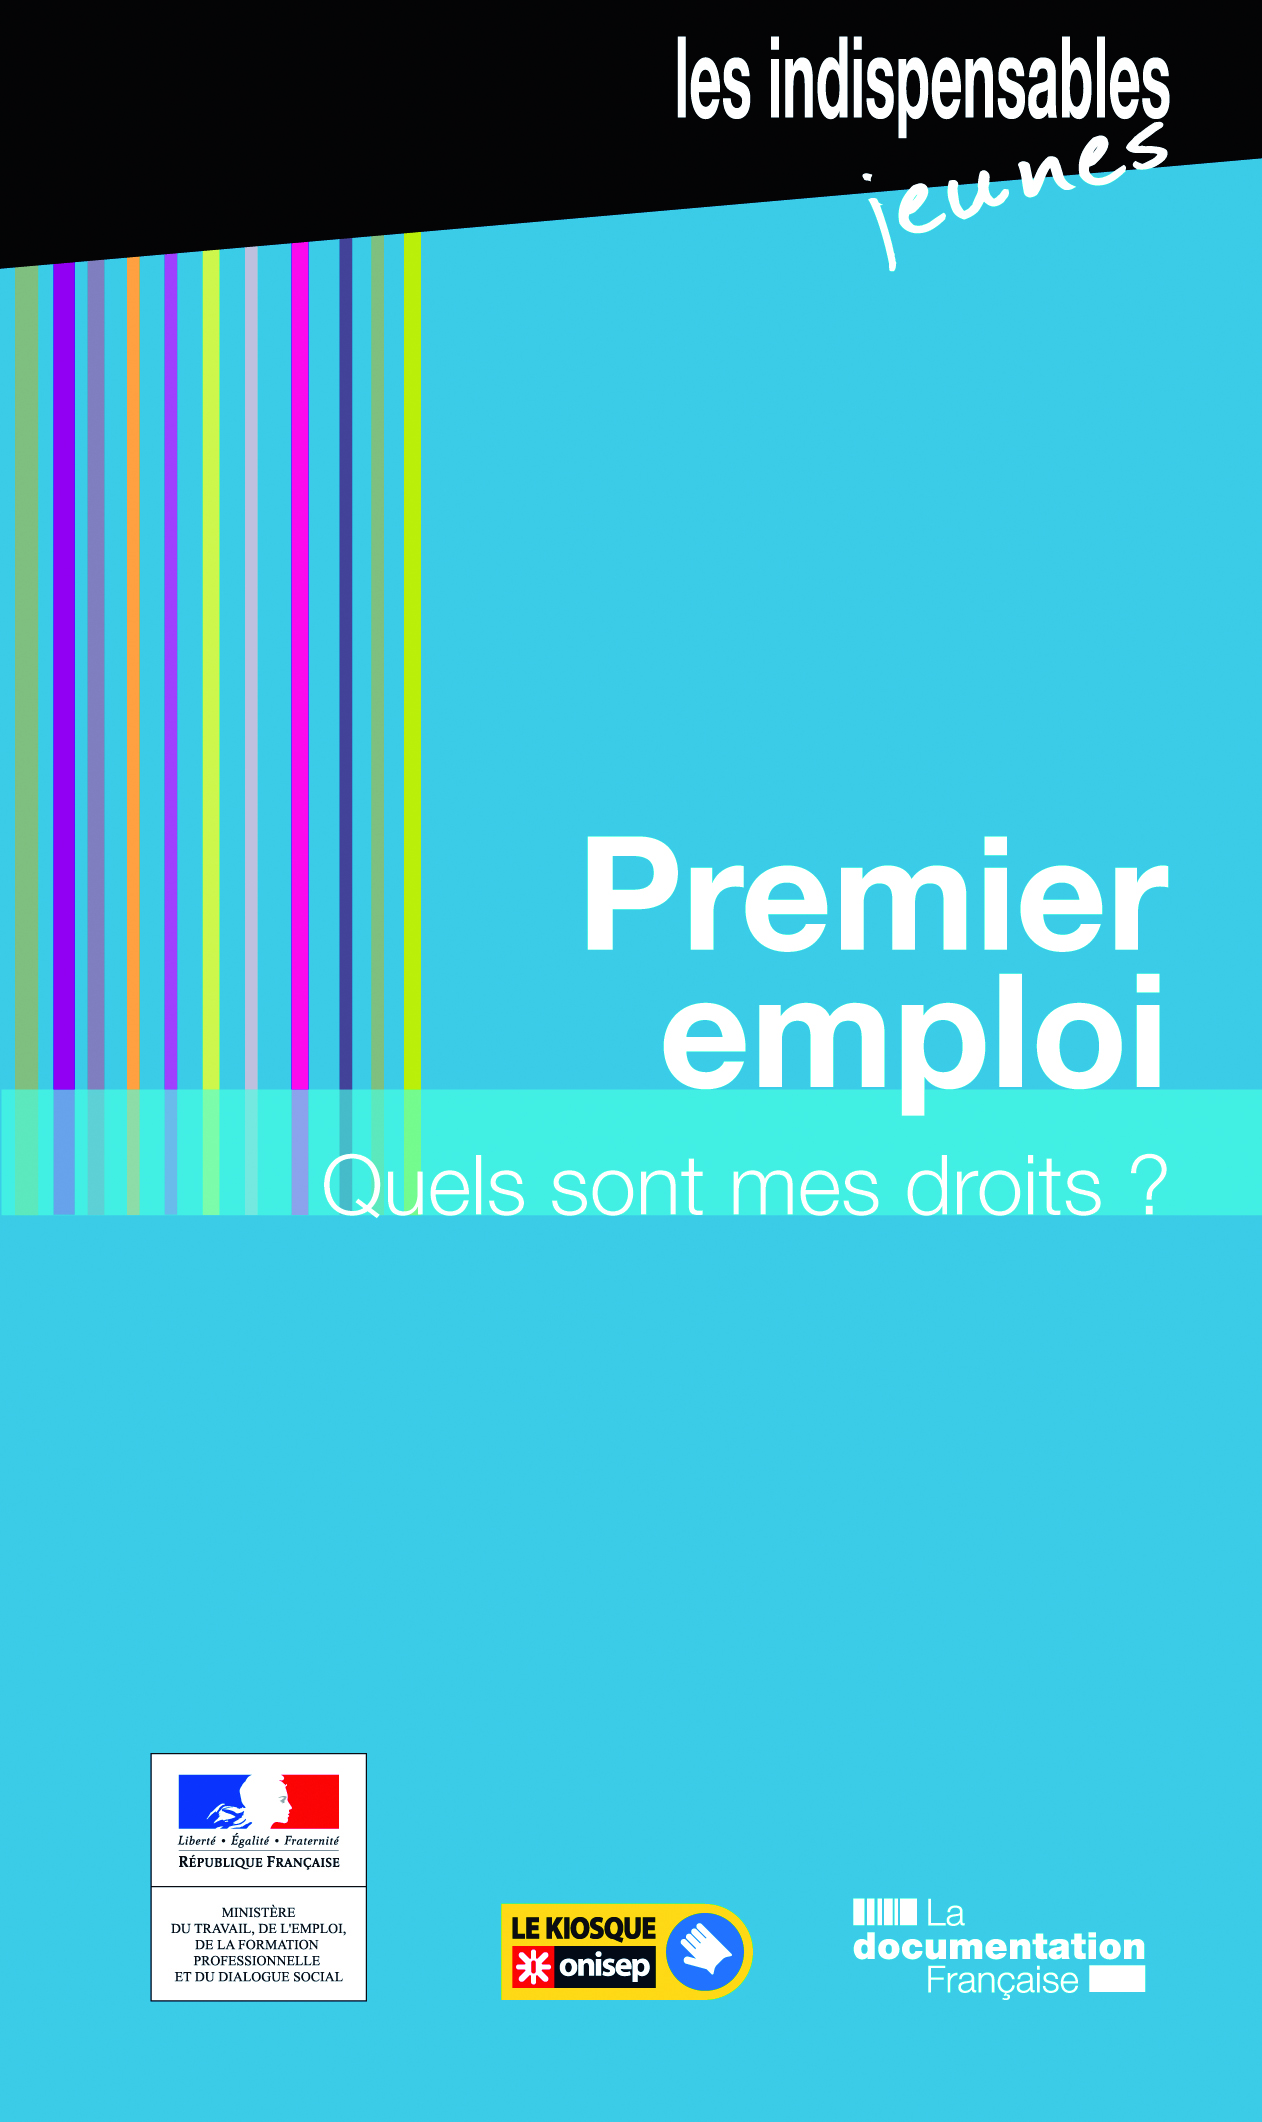 les indispensables
jeunes
Premier
emploi
Quels sont mes droits ?
Liberté • Égalité • Fraternité
RÉPUBLIQUE FRANÇAISE
MINISTÈRE
DU TRAVAIL, DE L'EMPLOI,
DE LA FORMATION
PROFESSIONNELLE
ET DU DIALOGUE SOCIAL
LE KIOSQUE
onisep
La
documentation
Française